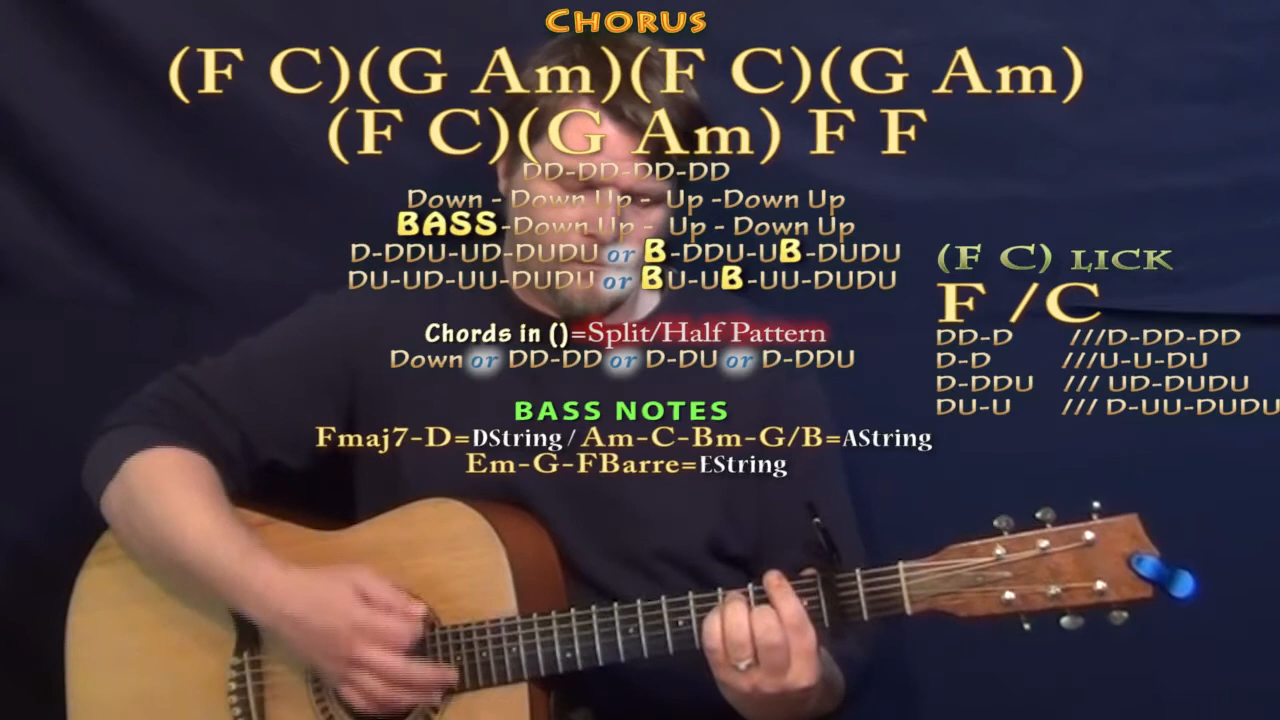 CHORUS
(F C)(G Am)(F C)(G Am)
(F C)(G Am) F F
DD-DD-DD-DD
Down - Down Up - Up -Down Up
BASS-Down Up - Up - Down Up
D-DDU-UD-DUDU or B-DDU-UB-DUDU
DU-UD-UU-DUDU or BU-UB-UU-DUDU
Chords in ()=Split/Half Pattern
Down or DD-DD or D-DU or D-DDU
BASS NOTES
Fmaj7-D=DString / Am-C-Bm-G/B=AString
Em-G-FBarre=EString
(F C) LICK
F /C
DD-D ///D-DD-DD
D-D ///U-U-DU
D-DDU /// UD-DUDU
DU-U /// D-UU-DUDU